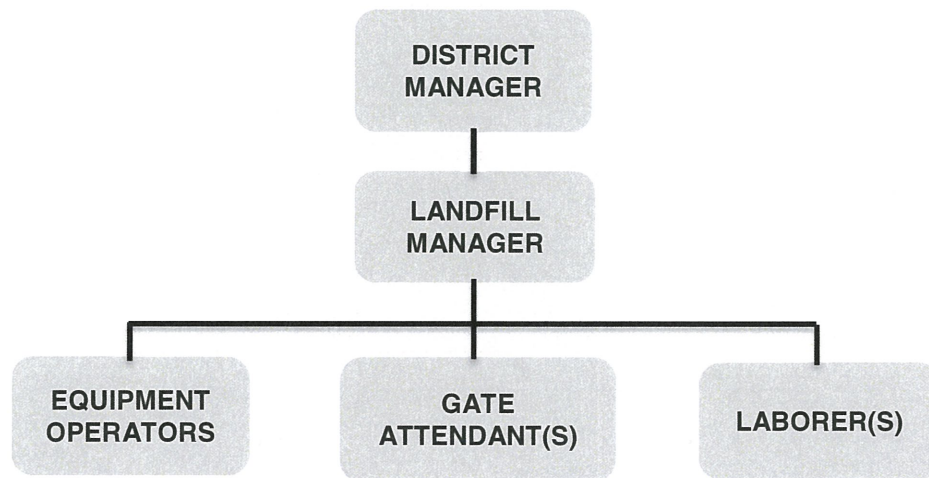 DISTRICT
MANAGER
LANDFILL
MANAGER
EQUIPMENT
OPERATORS
GATE
ATTENDANT(S)
LABORER(S)